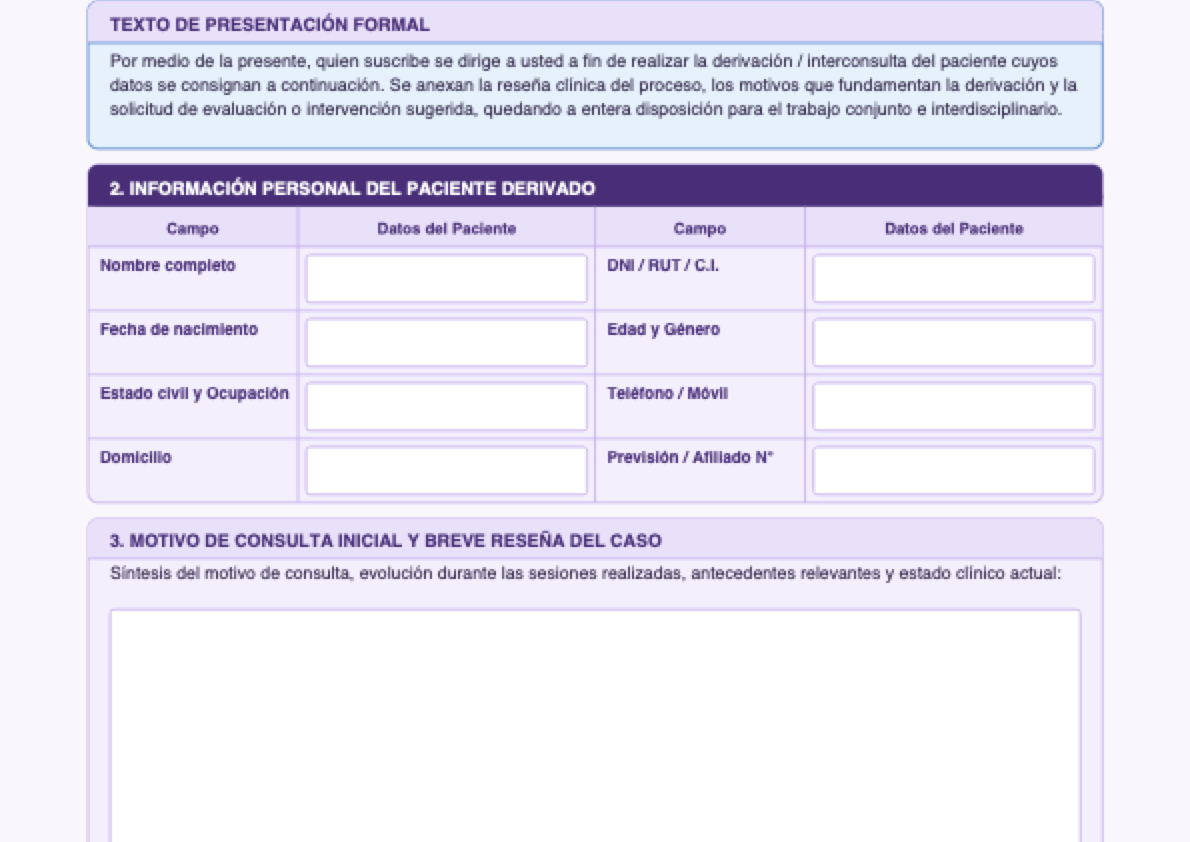 TEXTO DE PRESENTACIÓN FORMAL
Por medio de la presente, quien suscribe se dirige a usted a fin de realizar la derivación / interconsulta del paciente cuyos
datos se consignan a continuación. Se anexan la reseña clínica del proceso, los motivos que fundamentan la derivación y la
solicitud de evaluación o intervención sugerida, quedando a entera disposición para el trabajo conjunto e interdisciplinario.
2. INFORMACIÓN PERSONAL DEL PACIENTE DERIVADO
Campo Datos del Paciente Campo Datos del Paciente
Nombre completo DNI / RUT / C.I.
Fecha de nacimiento Edad y Género
Estado civil y Ocupación Teléfono / Móvil
Domicilio Previsión / Afiliado N°
3. MOTIVO DE CONSULTA INICIAL Y BREVE RESEÑA DEL CASO
Síntesis del motivo de consulta, evolución durante las sesiones realizadas, antecedentes relevantes y estado clínico actual: